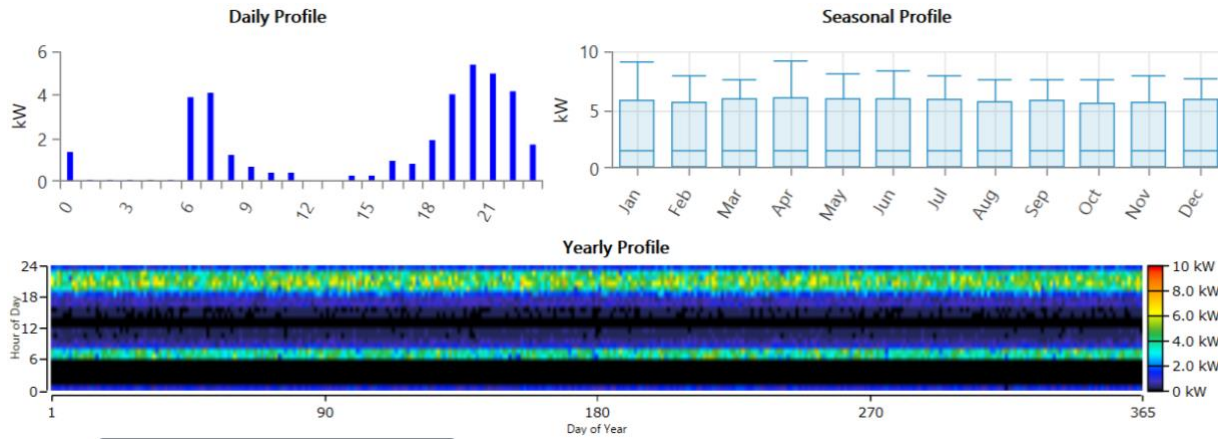 Daily Profile
kW
6
4
2
0
0 3 6 9 12 15 18 21
Seasonal Profile
kW
10
5
0
Jan Feb Mar Apr May Jun Jul Aug Sep Oct Nov Dec
Yearly Profile
Hour of Day
24
18
12
6
0
1 90 180 270 365
Day of Year
10 kW
8.0 kW
6.0 kW
4.0 kW
2.0 kW
0 kW